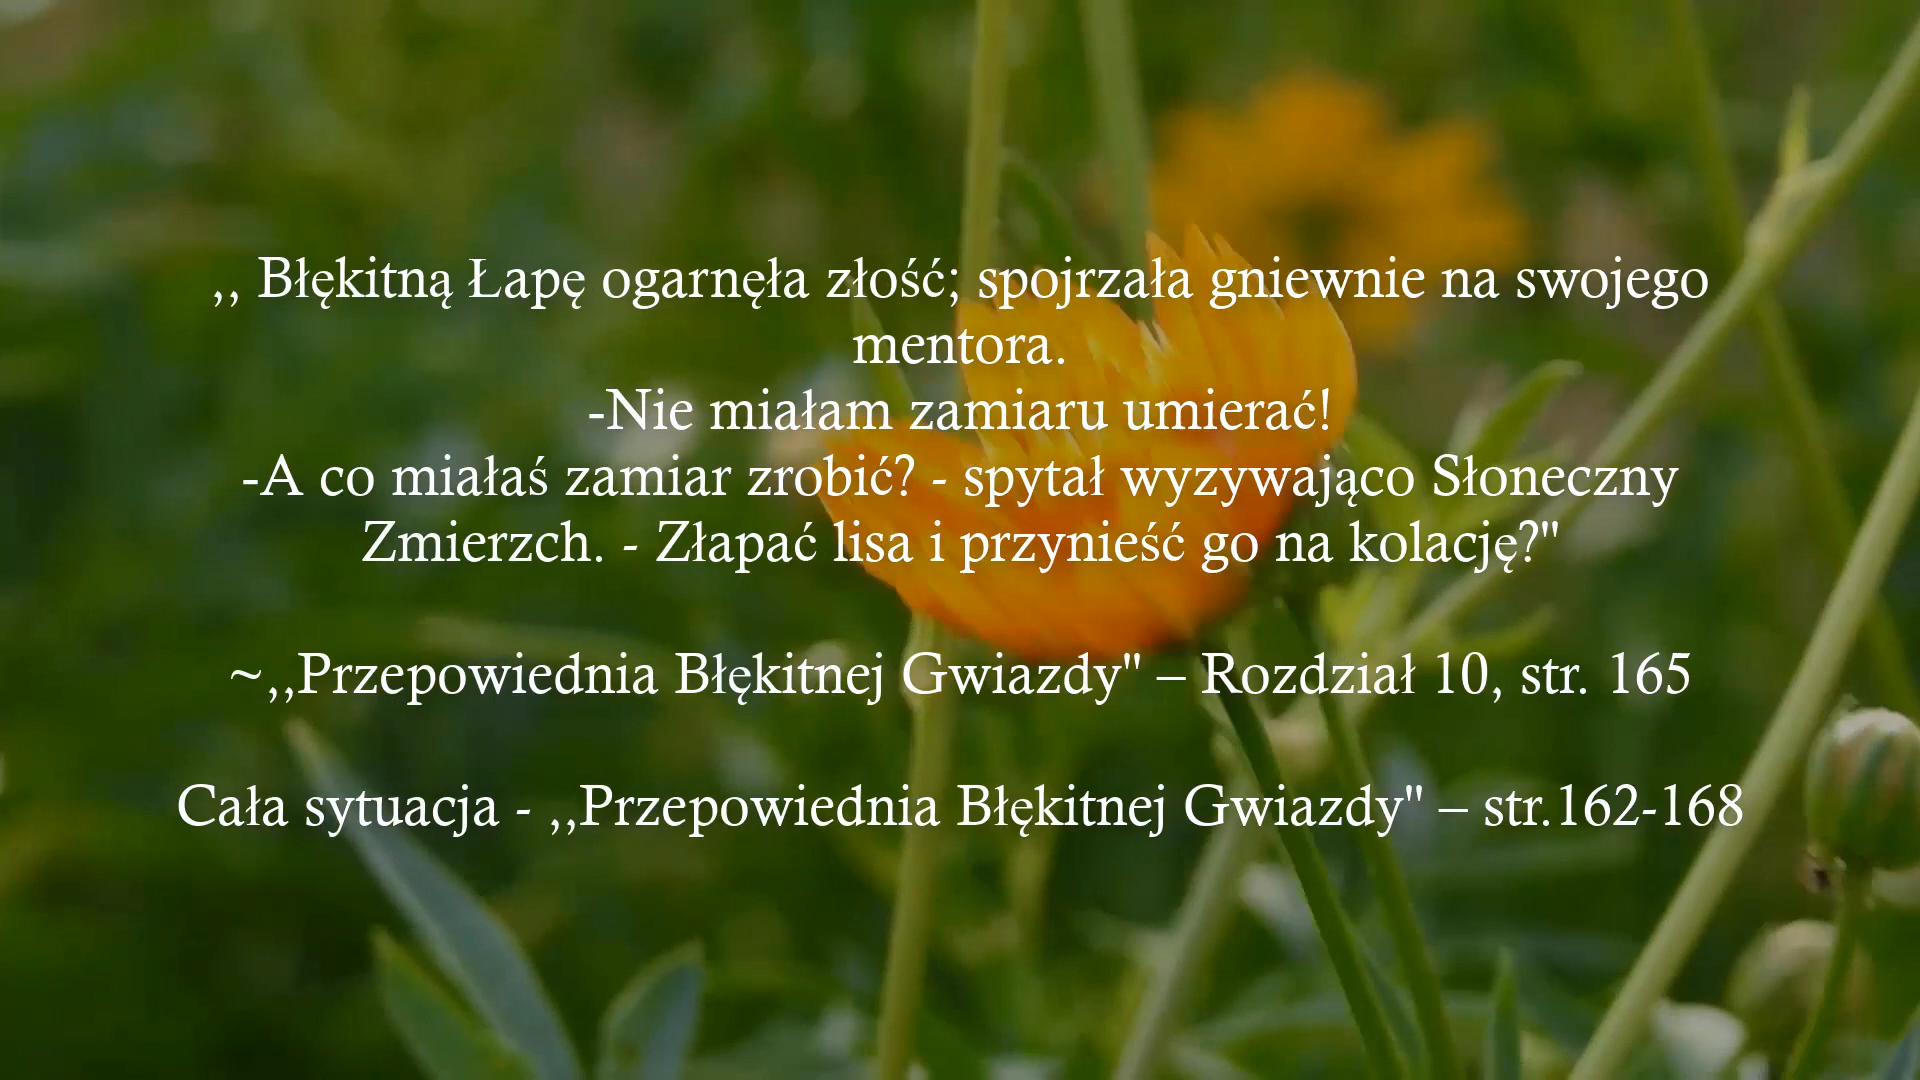 ,, Błękitną Łapę ogarnęła złość; spojrzała gniewnie na swojego
mentora.
-Nie miałam zamiaru umierać!
-A co miałaś zamiar zrobić? - spytał wyzywająco Słoneczny
Zmierzch. - Złapać lisa i przynieść go na kolację?"
~,,Przepowiednia Błękitnej Gwiazdy" – Rozdział 10, str. 165
Cała sytuacja - ,,Przepowiednia Błękitnej Gwiazdy" – str.162-168